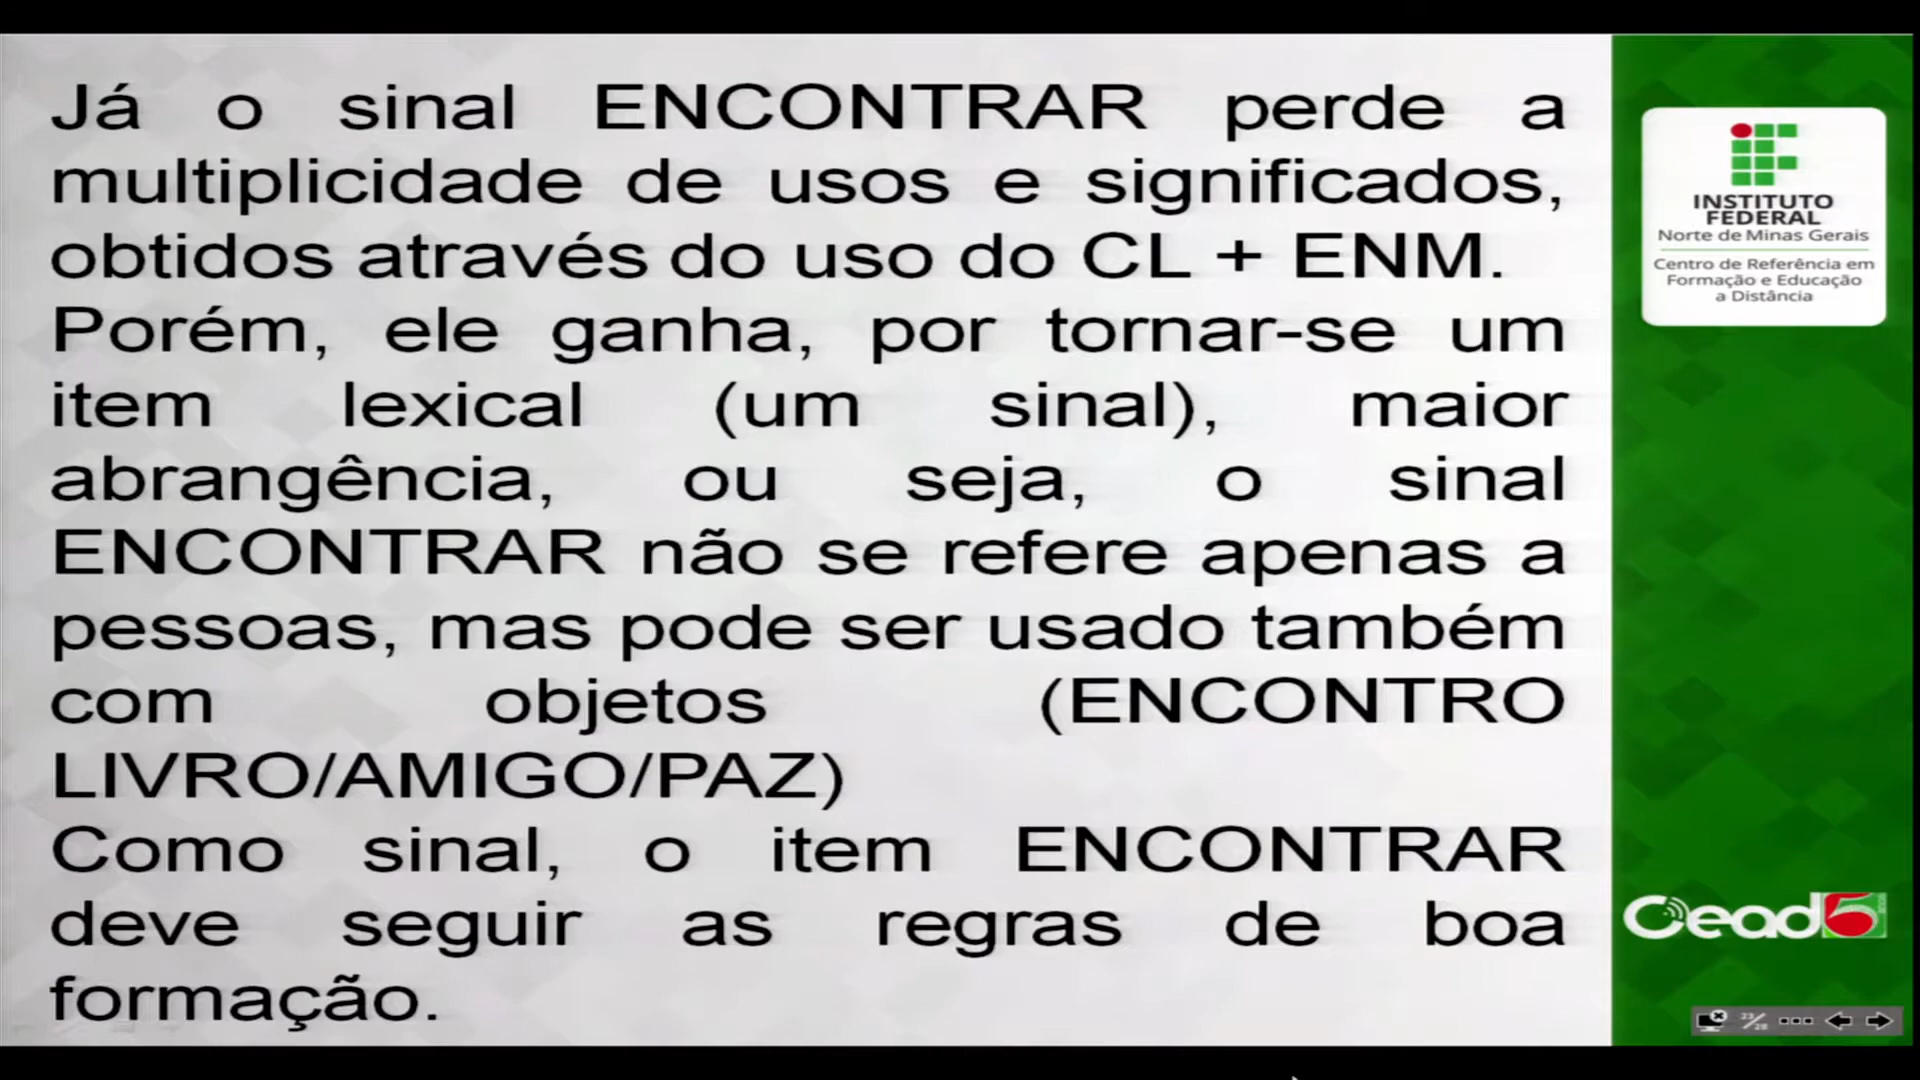 Já o sinal ENCONTRAR perde a
multiplicidade de usos e significados,
obtidos através do uso do CL + ENM.
Porém, ele ganha, por tornar-se um
item lexical (um sinal), maior
abrangência, ou seja, o sinal
ENCONTRAR não se refere apenas a
pessoas, mas pode ser usado também
com objetos (ENCONTRO
LIVRO/AMIGO/PAZ)
Como sinal, o item ENCONTRAR
deve seguir as regras de boa
formação.
INSTITUTO
FEDERAL
Norte de Minas Gerais
Centro de Referência em
Formação e Educação
a Distância
Cead5
23/28